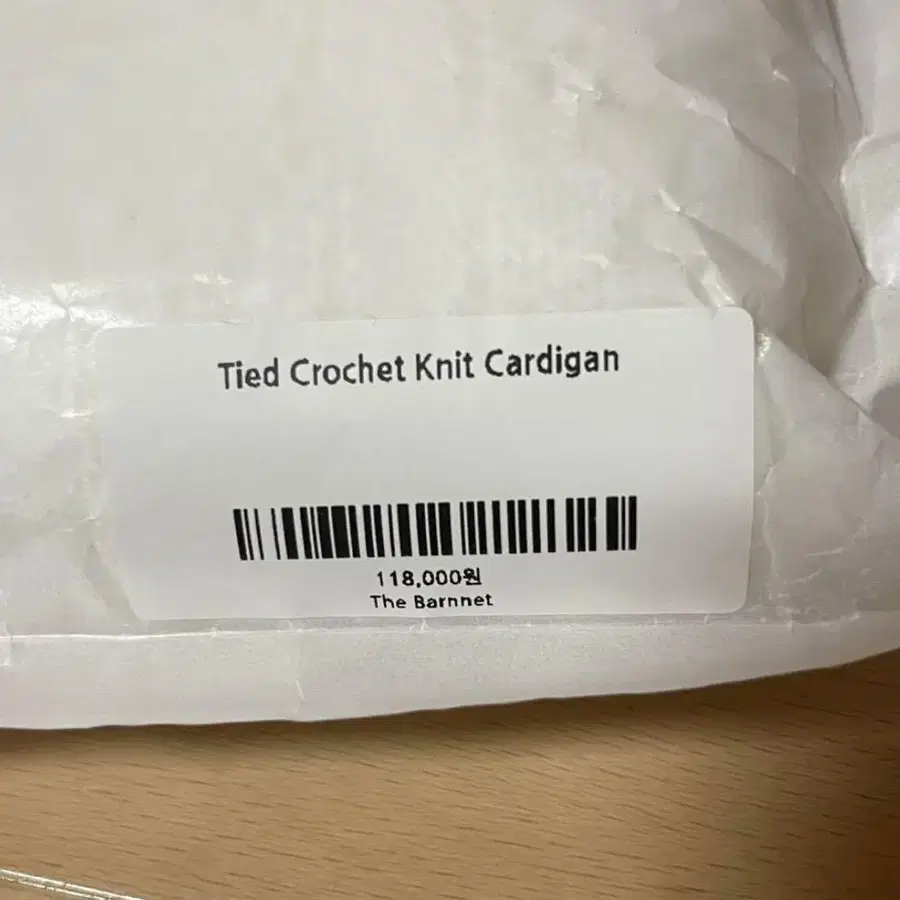 Tied Crochet Knit Cardigan
118,000원
The Barnnet